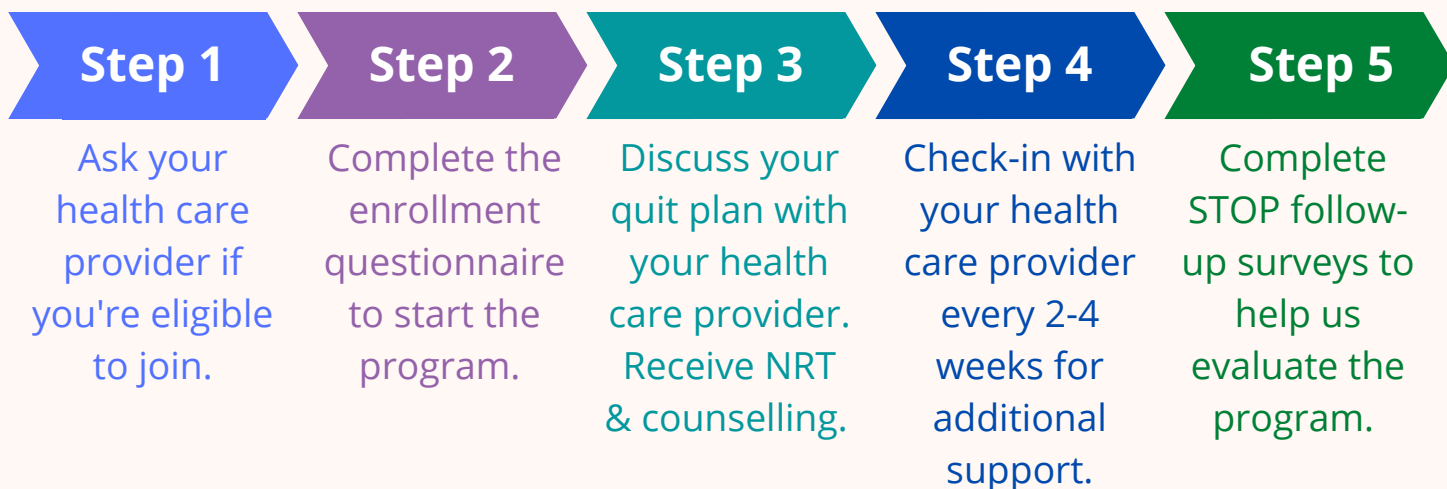 Step 1
Ask your
health care
provider if
you're eligible
to join.
Step 2
Complete the
enrollment
questionnaire
to start the
program.
Step 3
Discuss your
quit plan with
your health
care provider.
Receive NRT
& counselling.
Step 4
Check-in with
your health
care provider
every 2-4
weeks for
additional
support.
Step 5
Complete
STOP follow-
up surveys to
help us
evaluate the
program.